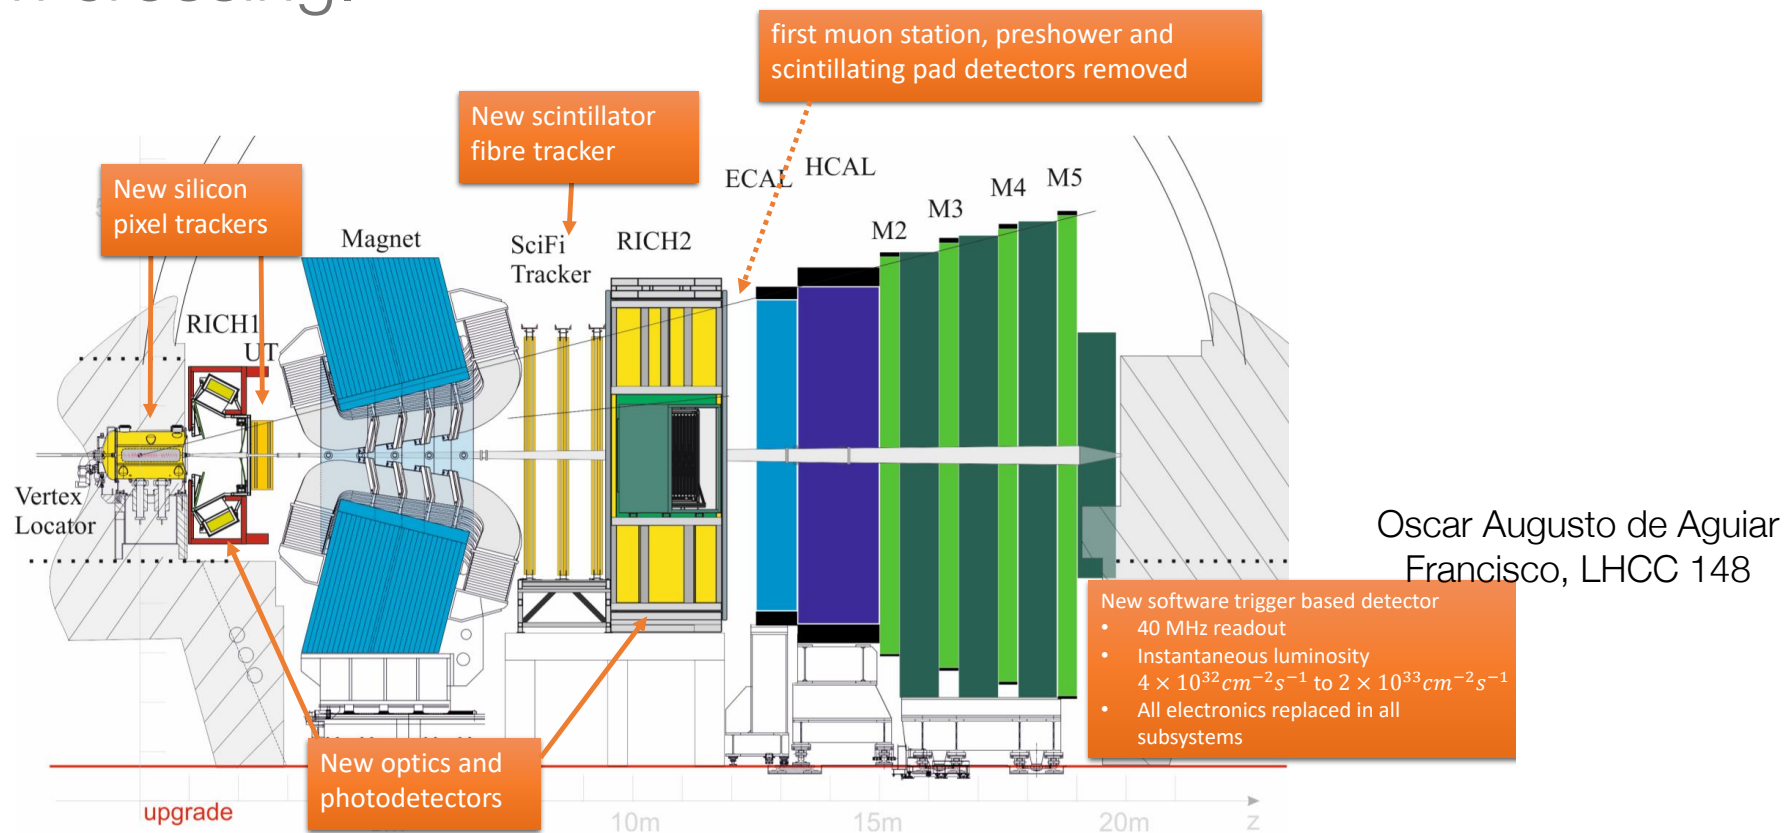 crossing.
first muon station, preshower and
scintillating pad detectors removed
New scintillator
fibre tracker
New silicon
pixel trackers
ECAL
HCAL
M2
M3
M4
M5
Magnet
SciFi
Tracker
RICH2
RICH1
UT
Vertex
Locator
Oscar Augusto de Aguiar
Francisco, LHCC 148
New software trigger based detector
• 40 MHz readout
• Instantaneous luminosity
4 × 10³²cm⁻²s⁻¹ to 2 × 10³³cm⁻²s⁻¹
• All electronics replaced in all
subsystems
New optics and
photodetectors
upgrade
10m
15m
20m
z